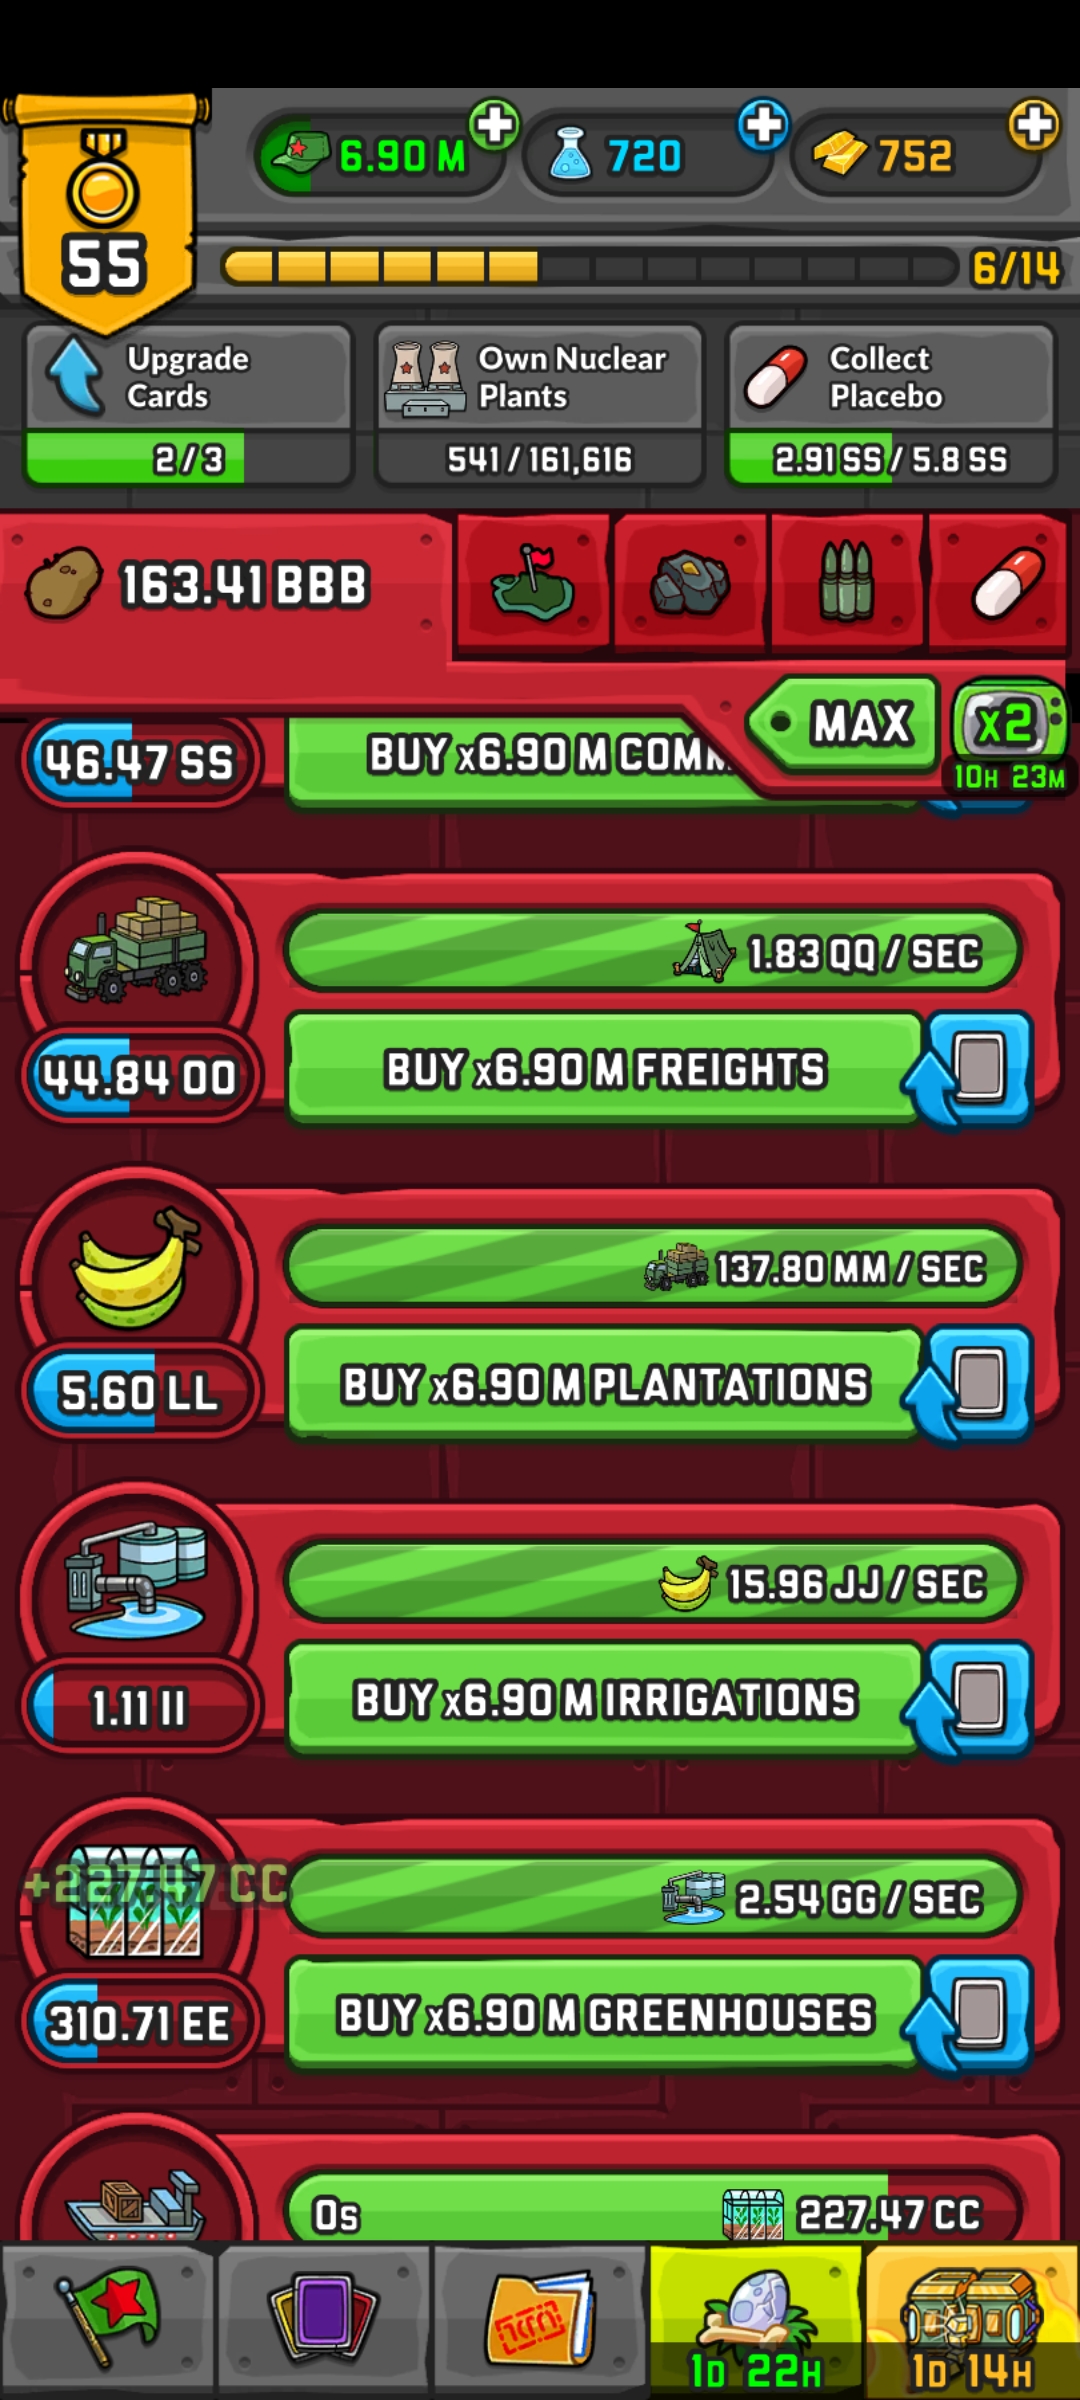 55
6.90 M
720
752
6/14
Upgrade Cards
2/3
Own Nuclear Plants
541/161,616
Collect Placebo
2.91 SS/5.8 SS
163.41 BBB
MAX
x2
10H 23M
46.47 SS
BUY x6.90 M COMM
1.83 QQ/SEC
44.84 OO
BUY x6.90 M FREIGHTS
137.80 MM/SEC
5.60 LL
BUY x6.90 M PLANTATIONS
15.96 JJ/SEC
1.11 II
BUY x6.90 M IRRIGATIONS
+227.47 CC
2.54 GG/SEC
310.71 EE
BUY x6.90 M GREENHOUSES
0s
227.47 CC
1D 22H
1D 14H